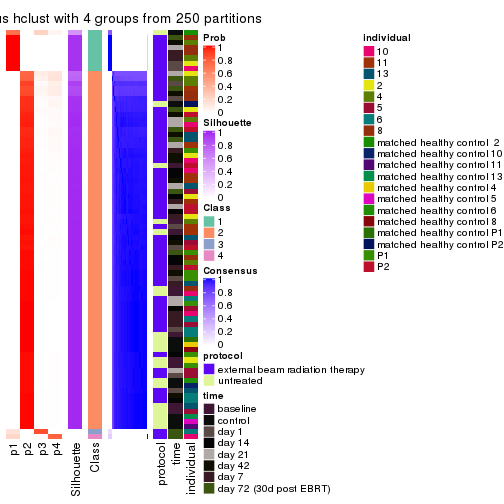 us hclust with 4 groups from 250 partitions
Prob
1
0.8
0.6
0.4
0.2
0
Silhouette
1
0.8
0.6
0.4
0.2
0
Class
1
2
3
4
Consensus
1
0.8
0.6
0.4
0.2
0
protocol
external beam radiation therapy
untreated
time
baseline
control
day 1
day 14
day 21
day 42
day 7
day 72 (30d post EBRT)
individual
10
11
13
2
4
5
6
8
matched healthy control 2
matched healthy control 10
matched healthy control 11
matched healthy control 13
matched healthy control 4
matched healthy control 5
matched healthy control 6
matched healthy control 8
matched healthy control P1
matched healthy control P2
P1
P2
p1
p2
p3
p4
Silhouette
Class
protocol
time
individual